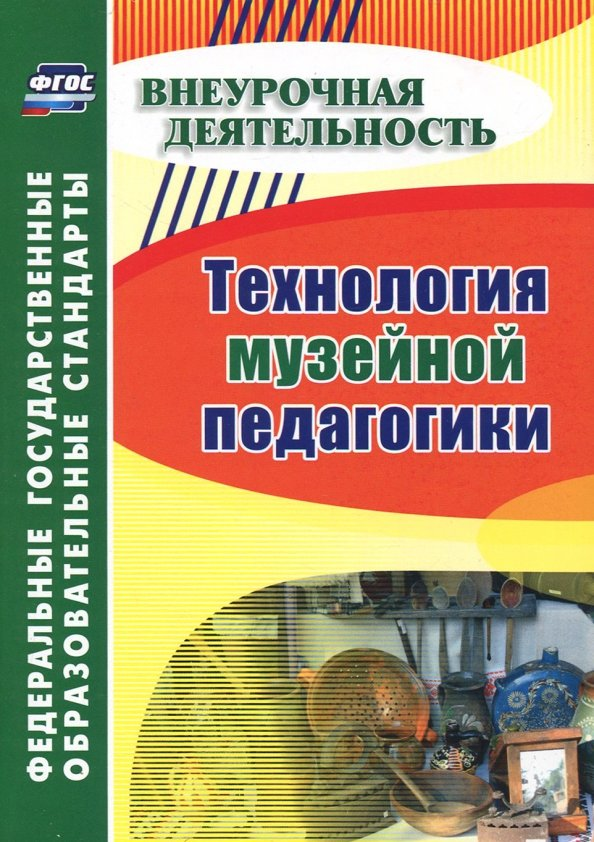 ФГОС
ВНЕУРОЧНАЯ
ДЕЯТЕЛЬНОСТЬ
Технология
музейной
педагогики
ФЕДЕРАЛЬНЫЕ ГОСУДАРСТВЕННЫЕ
ОБРАЗОВАТЕЛЬНЫЕ СТАНДАРТЫ